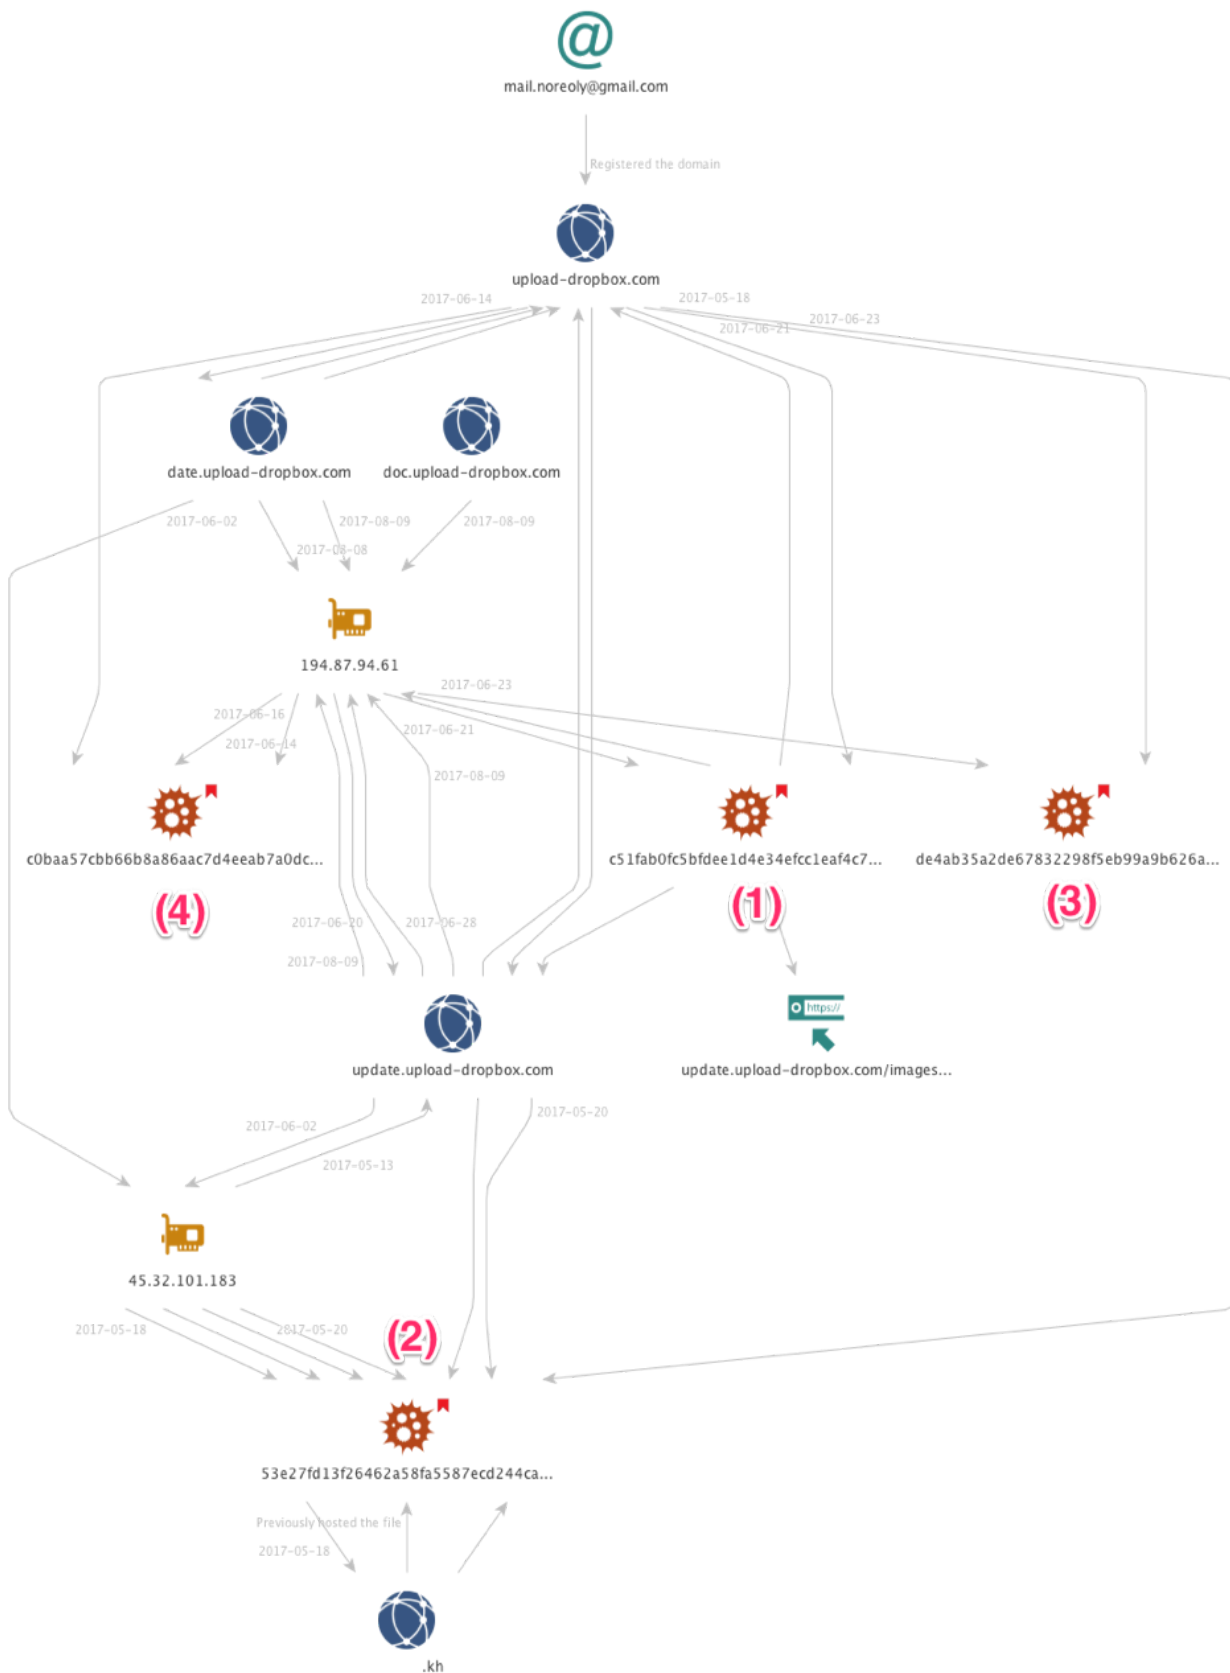 @
mail.noreoly@gmail.com
Registered the domain
upload-dropbox.com
2017-06-14
2017-05-18
2017-06-21
2017-06-23
date.upload-dropbox.com
doc.upload-dropbox.com
2017-06-02
2017-08-09
2017-08-09
2017-08-08
194.87.94.61
2017-06-23
2017-06-16
2017-06-21
2017-06-14
2017-08-09
c0baa57cbb66b8a86aac7d4eeab7a0dc...
c51fab0fc5bfdee1d4e34efcc1eaf4c7...
de4ab35a2de67832298f5eb99a9b626a...
(4)
(1)
(3)
2017-06-20
2017-06-28
2017-08-09
https://
update.upload-dropbox.com
update.upload-dropbox.com/images...
2017-05-20
2017-06-02
2017-05-13
45.32.101.183
2017-05-18
2017-05-20
(2)
53e27fd13f26462a58fa5587ecd244ca...
Previously hosted the file
2017-05-18
.kh